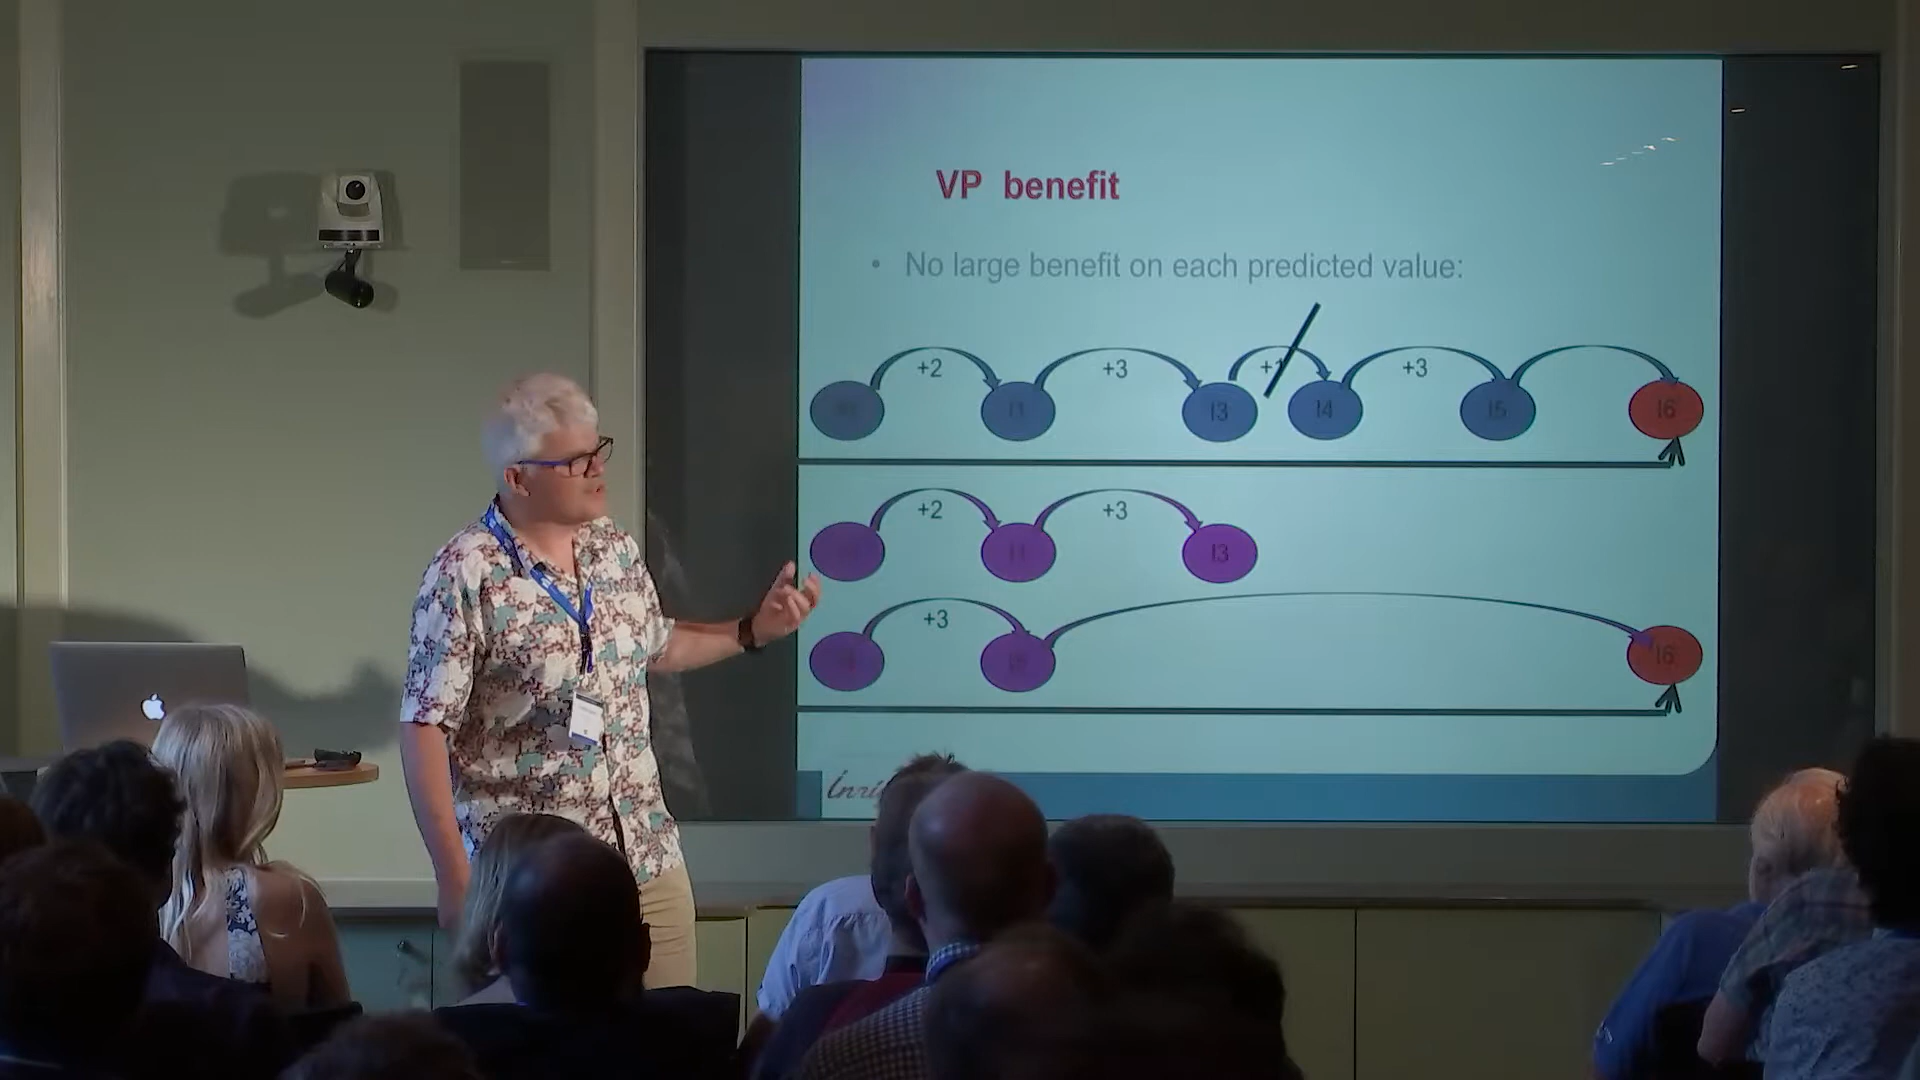 VP benefit
• No large benefit on each predicted value:
+2 +3 +1 +3
I1 I3 I4 I5 I6
+2 +3
I1 I3
+3
I6